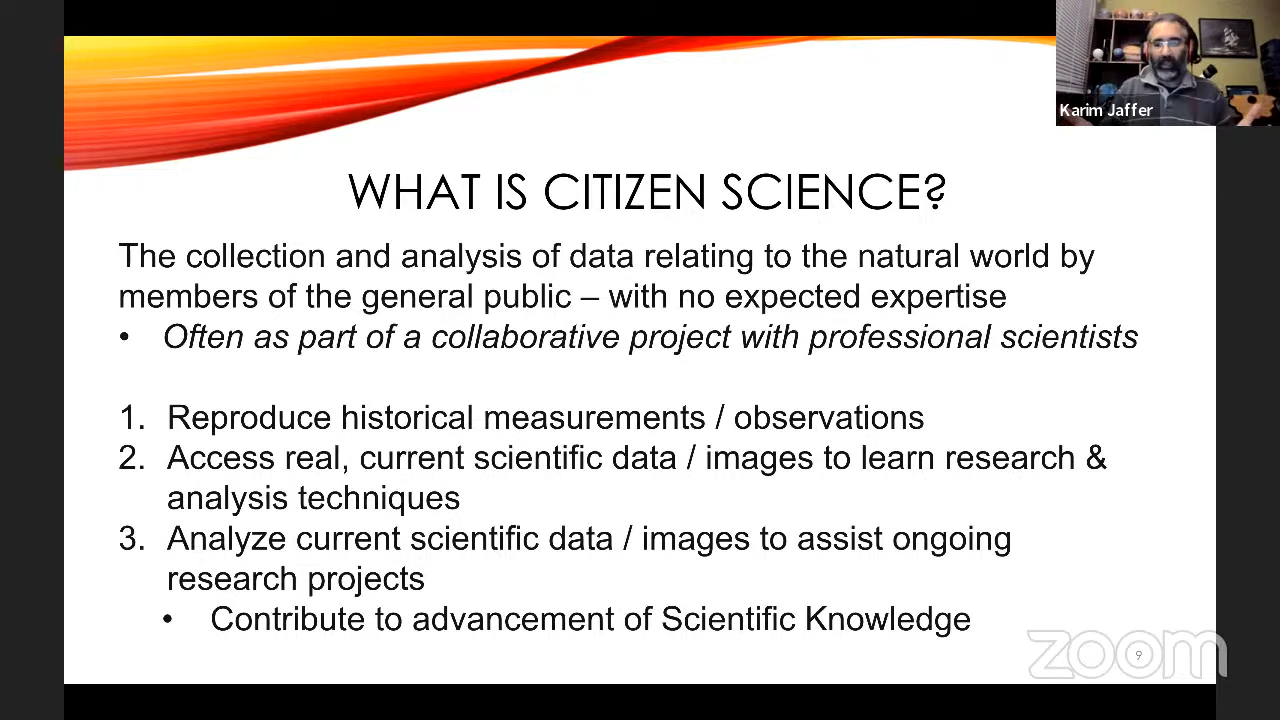 Karim Jaffer
WHAT IS CITIZEN SCIENCE?
The collection and analysis of data relating to the natural world by
members of the general public – with no expected expertise
• Often as part of a collaborative project with professional scientists
1. Reproduce historical measurements / observations
2. Access real, current scientific data / images to learn research &
analysis techniques
3. Analyze current scientific data / images to assist ongoing
research projects
• Contribute to advancement of Scientific Knowledge
zoom
9